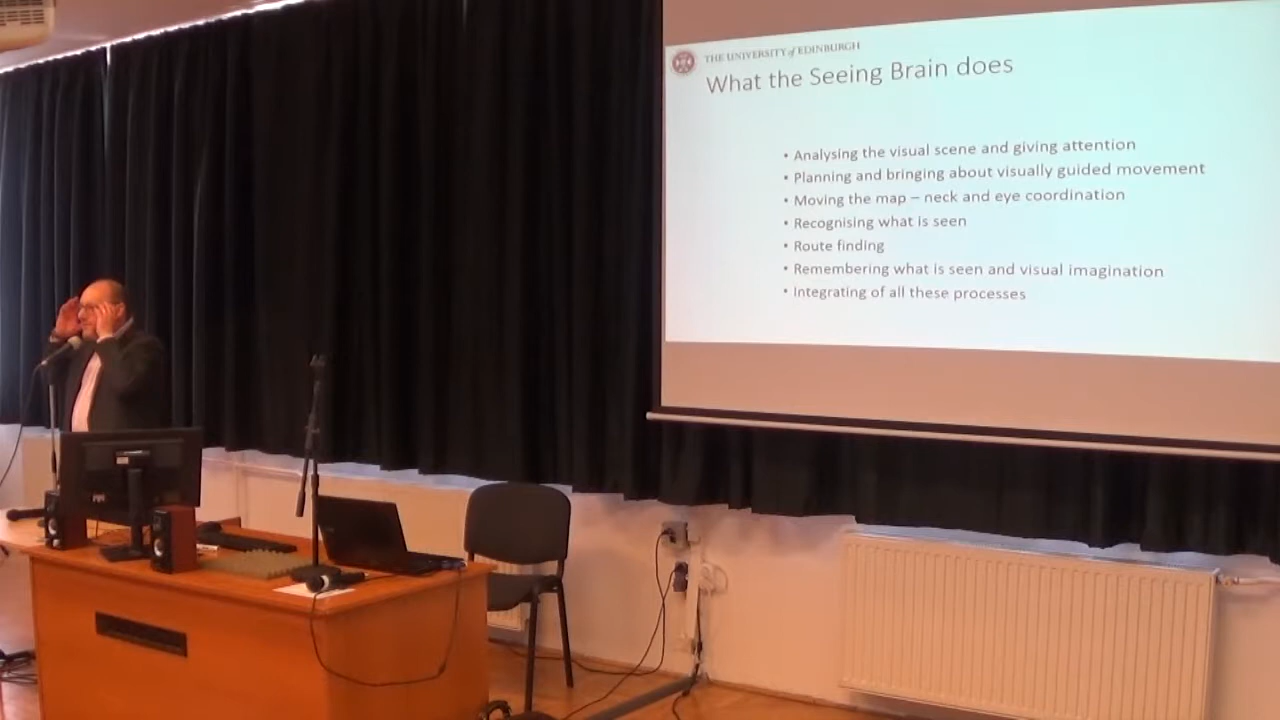 THE UNIVERSITY of EDINBURGH
What the Seeing Brain does
• Analysing the visual scene and giving attention
• Planning and bringing about visually guided movement
• Moving the map – neck and eye coordination
• Recognising what is seen
• Route finding
• Remembering what is seen and visual imagination
• Integrating of all these processes